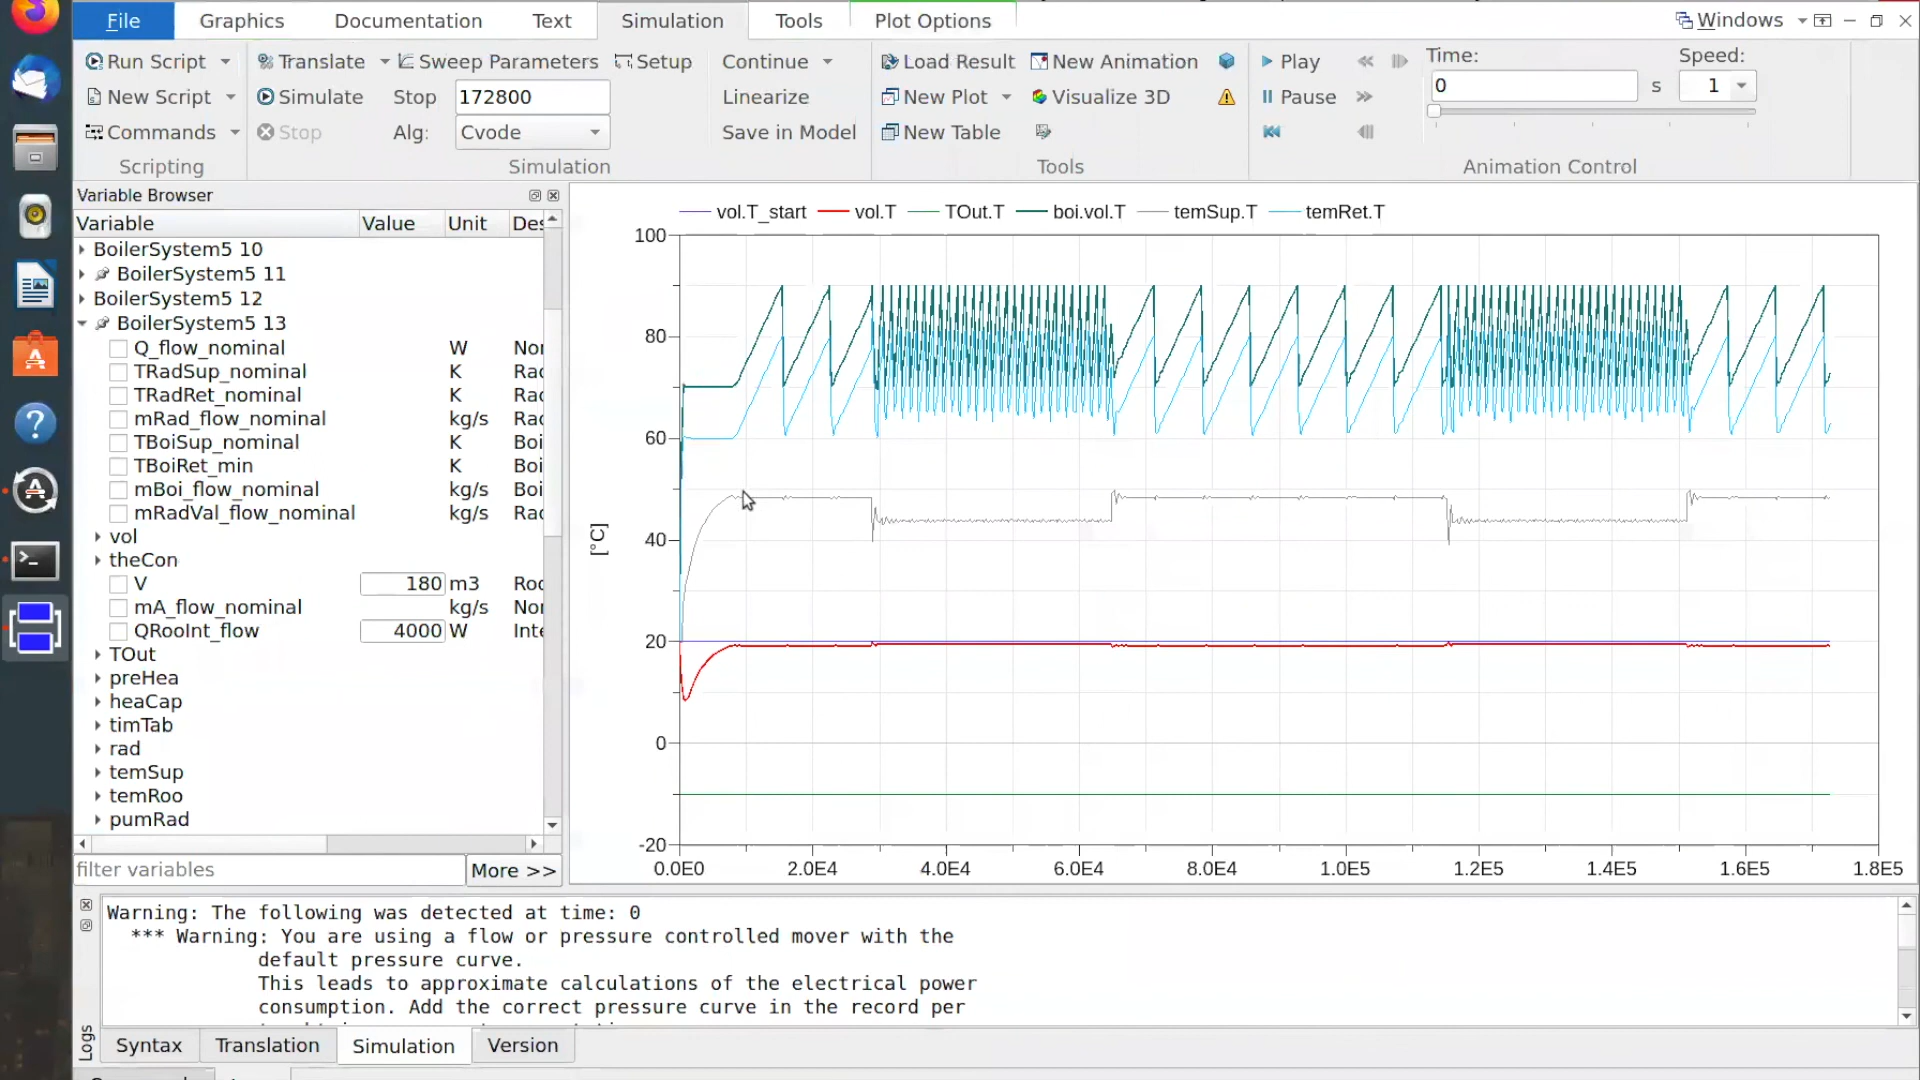 File Graphics Documentation Text Simulation Tools Plot Options Windows
Run Script Translate Sweep Parameters Setup Continue Load Result New Animation Play Time: Speed:
New Script Simulate Stop 172800 Linearize New Plot Visualize 3D Pause 0 s 1
Commands Stop Alg: Cvode Save in Model New Table
Scripting Simulation Tools Animation Control
Variable Browser
Variable Value Unit Des
BoilerSystem5 10
BoilerSystem5 11
BoilerSystem5 12
BoilerSystem5 13
Q_flow_nominal W Nor
TRadSup_nominal K Rad
TRadRet_nominal K Rad
mRad_flow_nominal kg/s Rad
TBoiSup_nominal K Boi
TBoiRet_min K Boi
mBoi_flow_nominal kg/s Boi
mRadVal_flow_nominal kg/s Rad
vol
theCon
V 180 m3 Roo
mA_flow_nominal kg/s Nor
QRooInt_flow 4000 W Inte
TOut
preHea
heaCap
timTab
rad
temSup
temRoo
pumRad
filter variables More >>
vol.T_start vol.T TOut.T boi.vol.T temSup.T temRet.T
100
80
60
40
20
0
-20
[°C]
0.0E0 2.0E4 4.0E4 6.0E4 8.0E4 1.0E5 1.2E5 1.4E5 1.6E5 1.8E5
Warning: The following was detected at time: 0
*** Warning: You are using a flow or pressure controlled mover with the
default pressure curve.
This leads to approximate calculations of the electrical power
consumption. Add the correct pressure curve in the record per
Logs
Syntax Translation Simulation Version